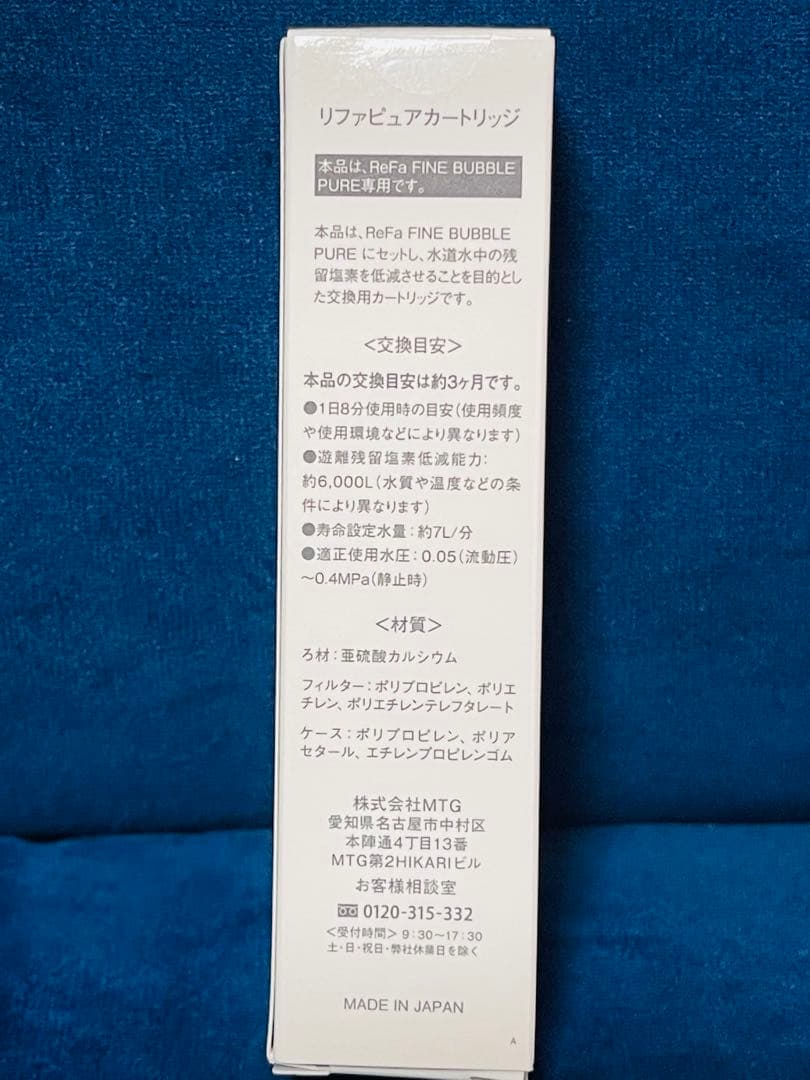 リファピュアカートリッジ
本品は、ReFa FINE BUBBLE
PURE専用です。
本品は、ReFa FINE BUBBLE
PURE にセットし、水道水中の残
留塩素を低減させることを目的とし
た交換用カートリッジです。
＜交換目安＞
本品の交換目安は約3ヶ月です。
●1日8分使用時の目安（使用頻度
や使用環境などにより異なります）
●遊離残留塩素低減能力：
約6,000L（水質や温度などの条
件により異なります）
●寿命設定水量：約7L/分
●適正使用水圧：0.05（流動圧）
～0.4MPa（静止時）
＜材質＞
ろ材：亜硫酸カルシウム
フィルター：ポリプロピレン、ポリエ
チレン、ポリエチレンテレフタレート
ケース：ポリプロピレン、ポリア
セタール、エチレンプロピレンゴム
株式会社MTG
愛知県名古屋市中村区
本陣通4丁目13番
MTG第2HIKARIビル
お客様相談室
0120-315-332
＜受付時間＞ 9：30～17：30
土・日・祝日・弊社休業日を除く
MADE IN JAPAN
A